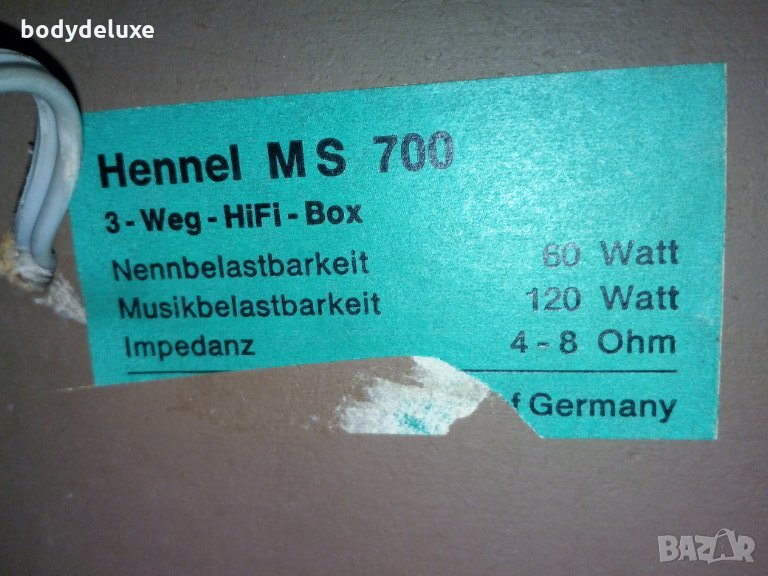 bodydeluxe
Hennel MS 700
3-Weg-HiFi-Box
Nennbelastbarkeit 60 Watt
Musikbelastbarkeit 120 Watt
Impedanz 4-8 Ohm
f Germany
BAZAR